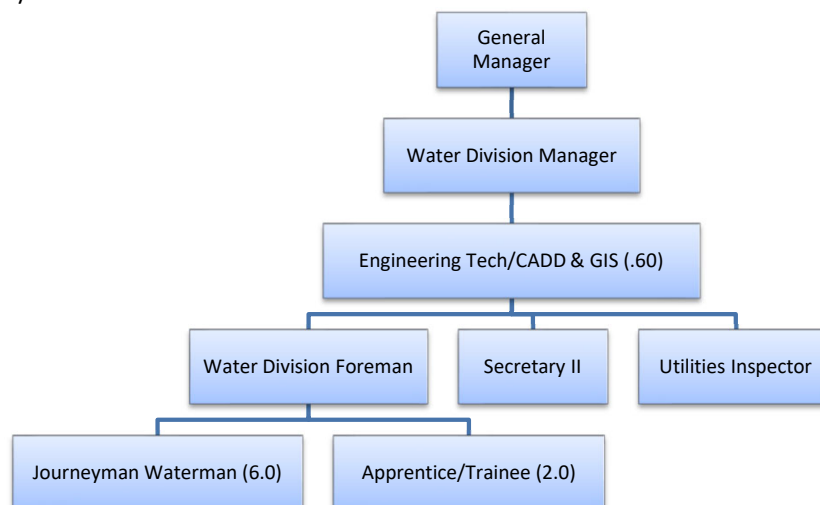 General
Manager
Water Division Manager
Engineering Tech/CADD & GIS (.60)
Water Division Foreman
Secretary II
Utilities Inspector
Journeyman Waterman (6.0)
Apprentice/Trainee (2.0)